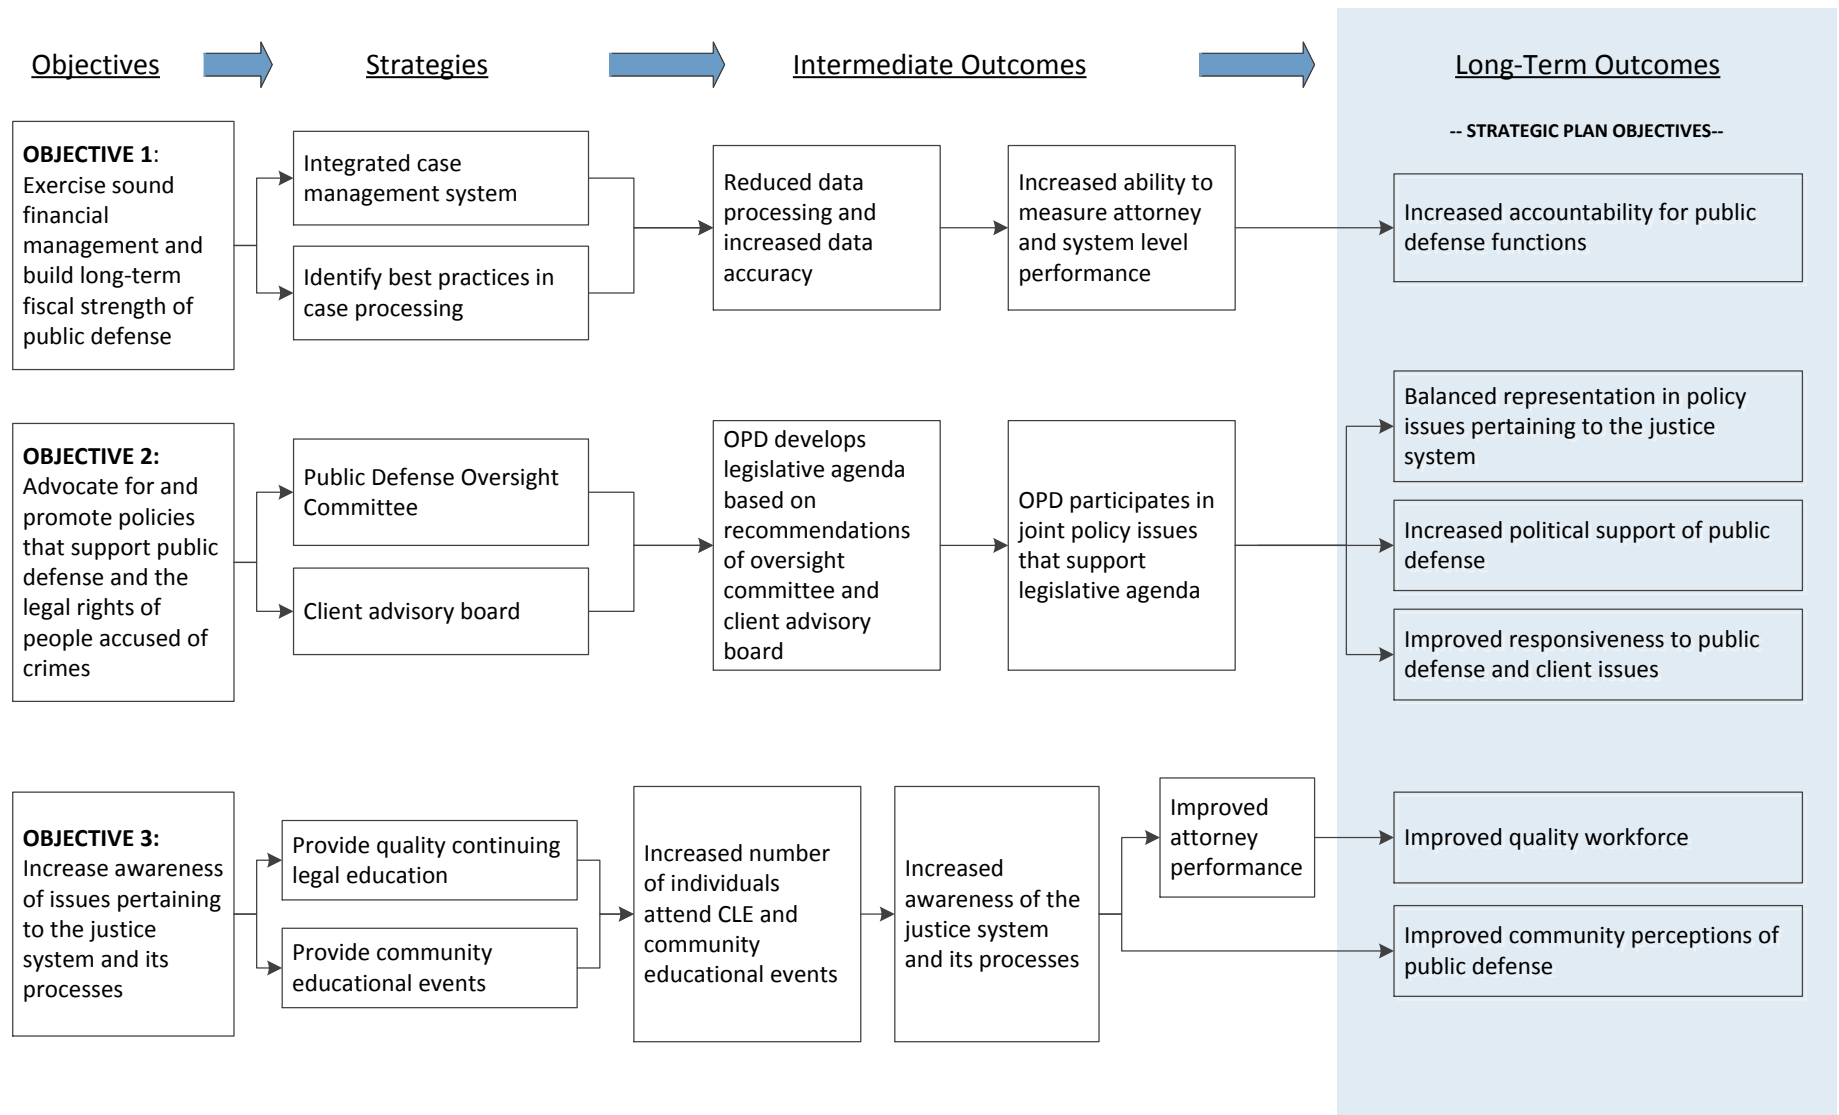 Objectives
Strategies
Intermediate Outcomes
Long-Term Outcomes
-- STRATEGIC PLAN OBJECTIVES--
OBJECTIVE 1:
Exercise sound
financial
management and
build long-term
fiscal strength of
public defense
Integrated case
management system
Identify best practices in
case processing
Reduced data
processing and
increased data
accuracy
Increased ability to
measure attorney
and system level
performance
Increased accountability for public
defense functions
OBJECTIVE 2:
Advocate for and
promote policies
that support public
defense and the
legal rights of
people accused of
crimes
Public Defense Oversight
Committee
Client advisory board
OPD develops
legislative agenda
based on
recommendations
of oversight
committee and
client advisory
board
OPD participates in
joint policy issues
that support
legislative agenda
Balanced representation in policy
issues pertaining to the justice
system
Increased political support of public
defense
Improved responsiveness to public
defense and client issues
OBJECTIVE 3:
Increase awareness
of issues pertaining
to the justice
system and its
processes
Provide quality continuing
legal education
Provide community
educational events
Increased number
of individuals
attend CLE and
community
educational events
Increased
awareness of the
justice system
and its processes
Improved
attorney
performance
Improved quality workforce
Improved community perceptions of
public defense